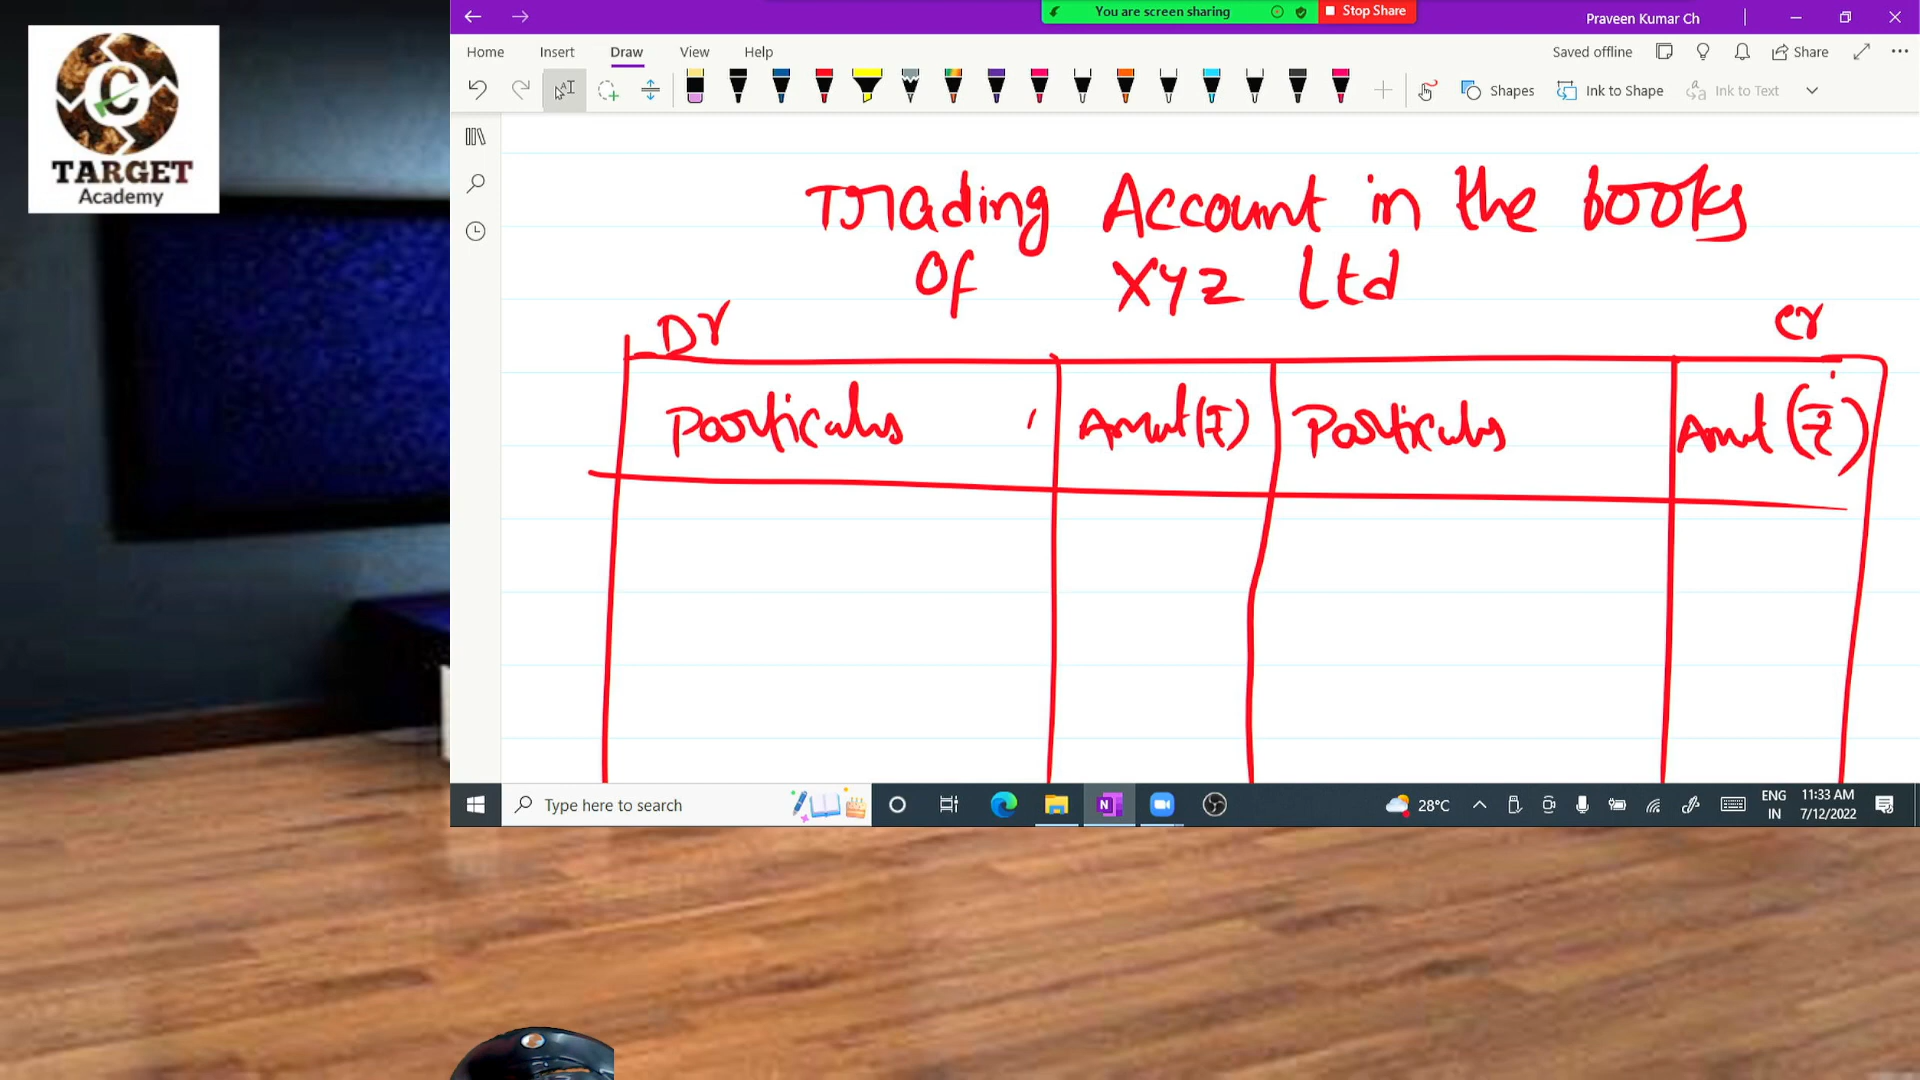 TARGET
Academy
You are screen sharing
Stop Share
Praveen Kumar Ch
Home Insert Draw View Help
Saved offline
Share
Shapes
Ink to Shape
Ink to Text
Trading Account in the books
Of XYZ Ltd
Dr Cr
Particulars Amt (₹) Particulars Amt (₹)
Type here to search
28°C
ENG
IN
11:33 AM
7/12/2022